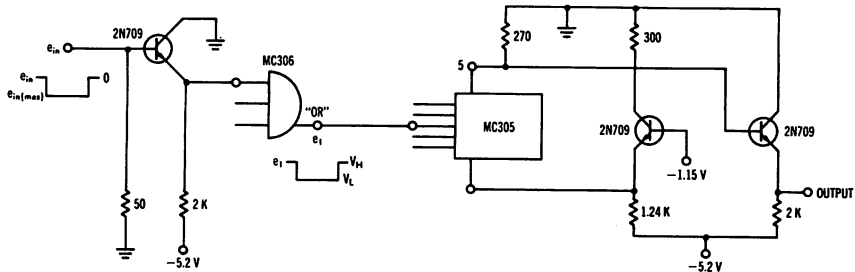 2N709
e_in
e_in
0
e_in(max)
50
2 K
−5.2 V
MC306
"OR"
e_1
e_1
V_H
V_L
5
270
300
MC305
2N709
−1.15 V
2N709
1.24 K
2 K
OUTPUT
−5.2 V